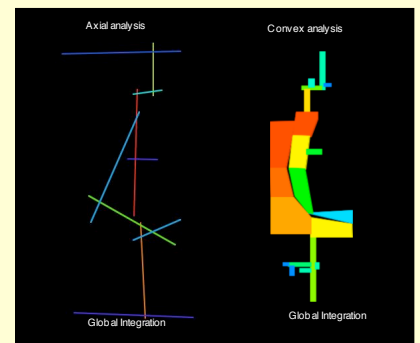 Axial analysis
Convex analysis
Global Integration
Global Integration